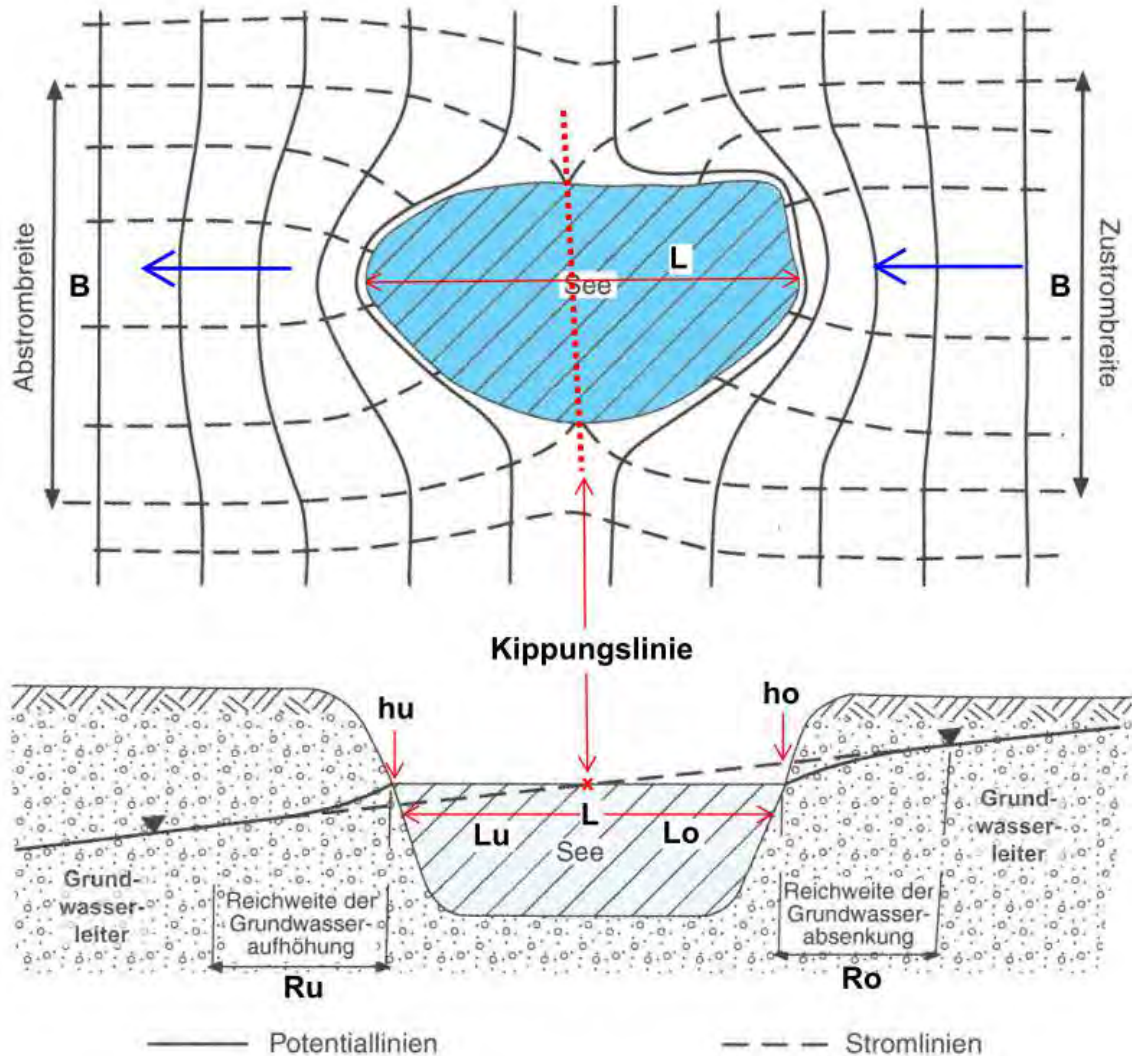 Abstrombreite
B
L
See
B
Zustrombreite
Kippungslinie
hu
ho
Lu
L
Lo
See
Grund-
wasser-
leiter
Reichweite der
Grundwasser-
aufhöhung
Ru
Reichweite der
Grundwasser-
absenkung
Ro
Grund-
wasser-
leiter
Potentiallinien
Stromlinien